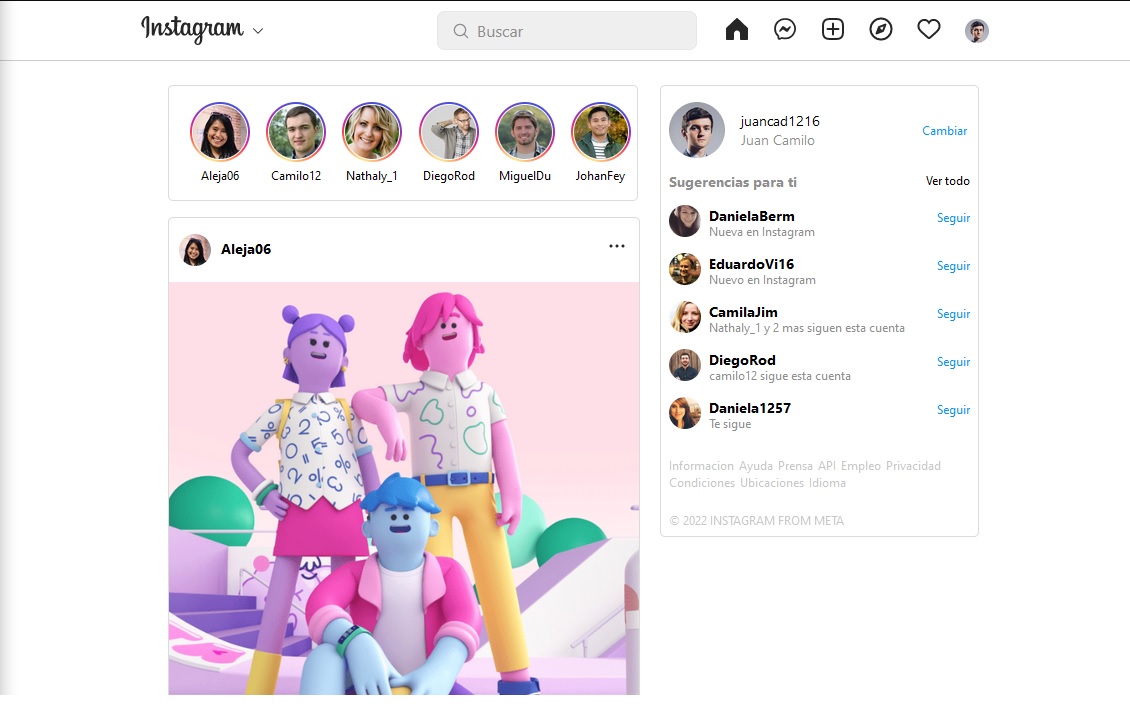 Instagram
Buscar
Aleja06 Camilo12 Nathaly_1 DiegoRod MiguelDu JohanFey
Aleja06
juancad1216
Juan Camilo
Cambiar
Sugerencias para ti Ver todo
DanielaBerm
Nueva en Instagram
Seguir
EduardoVi16
Nuevo en Instagram
Seguir
CamilaJim
Nathaly_1 y 2 mas siguen esta cuenta
Seguir
DiegoRod
camilo12 sigue esta cuenta
Seguir
Daniela1257
Te sigue
Seguir
Informacion Ayuda Prensa API Empleo Privacidad
Condiciones Ubicaciones Idioma
© 2022 INSTAGRAM FROM META